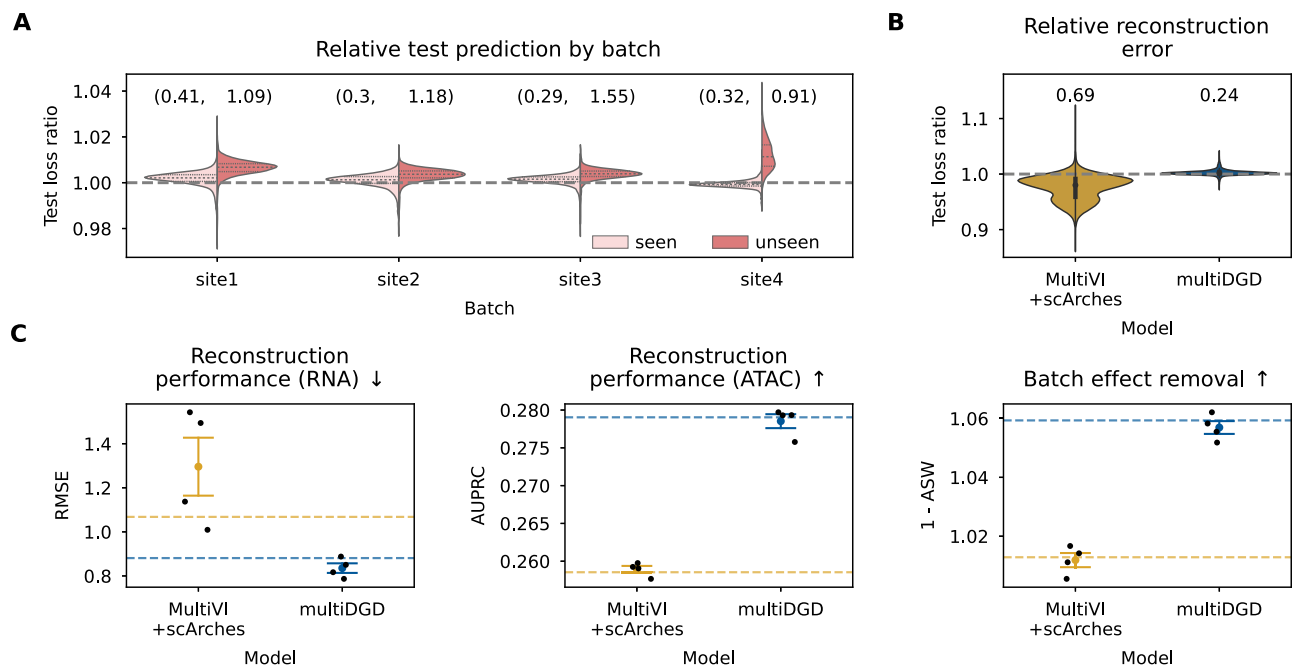 A
Relative test prediction by batch
Test loss ratio
1.04
1.02
1.00
0.98
(0.41, 1.09)
(0.3, 1.18)
(0.29, 1.55)
(0.32, 0.91)
seen
unseen
site1
site2
site3
site4
Batch
B
Relative reconstruction
error
Test loss ratio
1.1
1.0
0.9
0.69
0.24
MultiVI
+scArches
multiDGD
Model
C
Reconstruction
performance (RNA) ↓
RMSE
1.4
1.2
1.0
0.8
MultiVI
+scArches
multiDGD
Model
Reconstruction
performance (ATAC) ↑
AUPRC
0.280
0.275
0.270
0.265
0.260
MultiVI
+scArches
multiDGD
Model
Batch effect removal ↑
1 - ASW
1.06
1.04
1.02
MultiVI
+scArches
multiDGD
Model